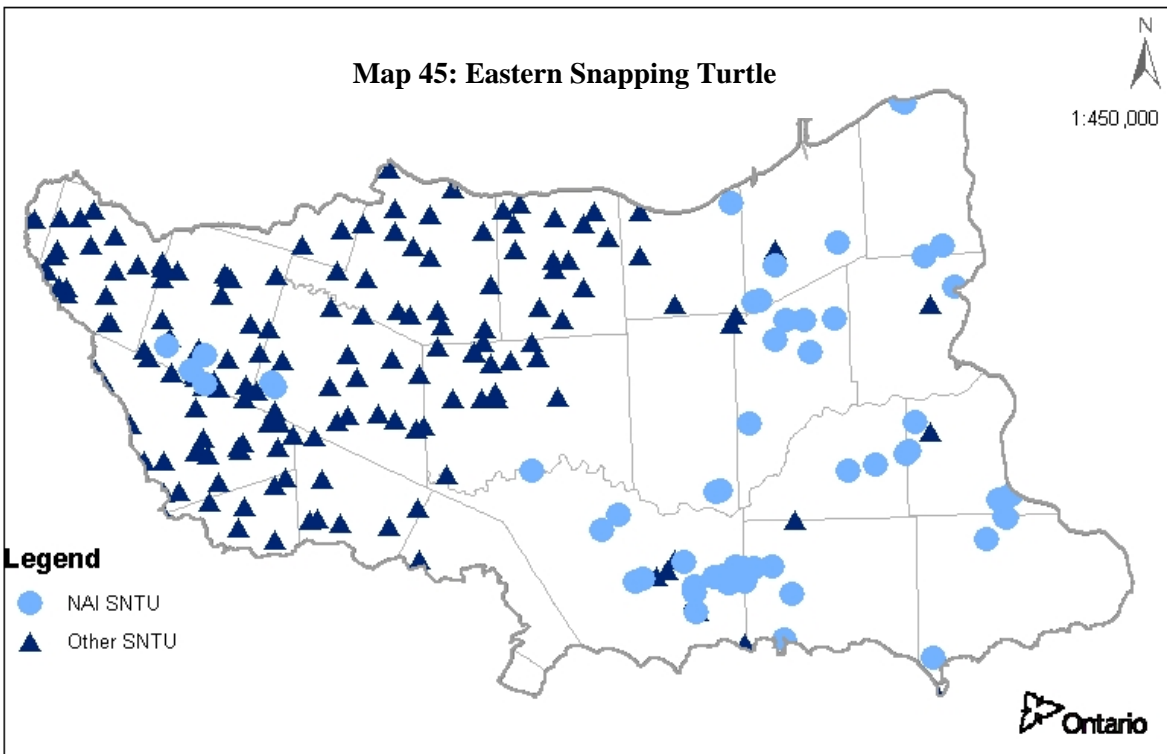 Map 45: Eastern Snapping Turtle
N
1:450,000
Legend
NAI SNTU
Other SNTU
Ontario